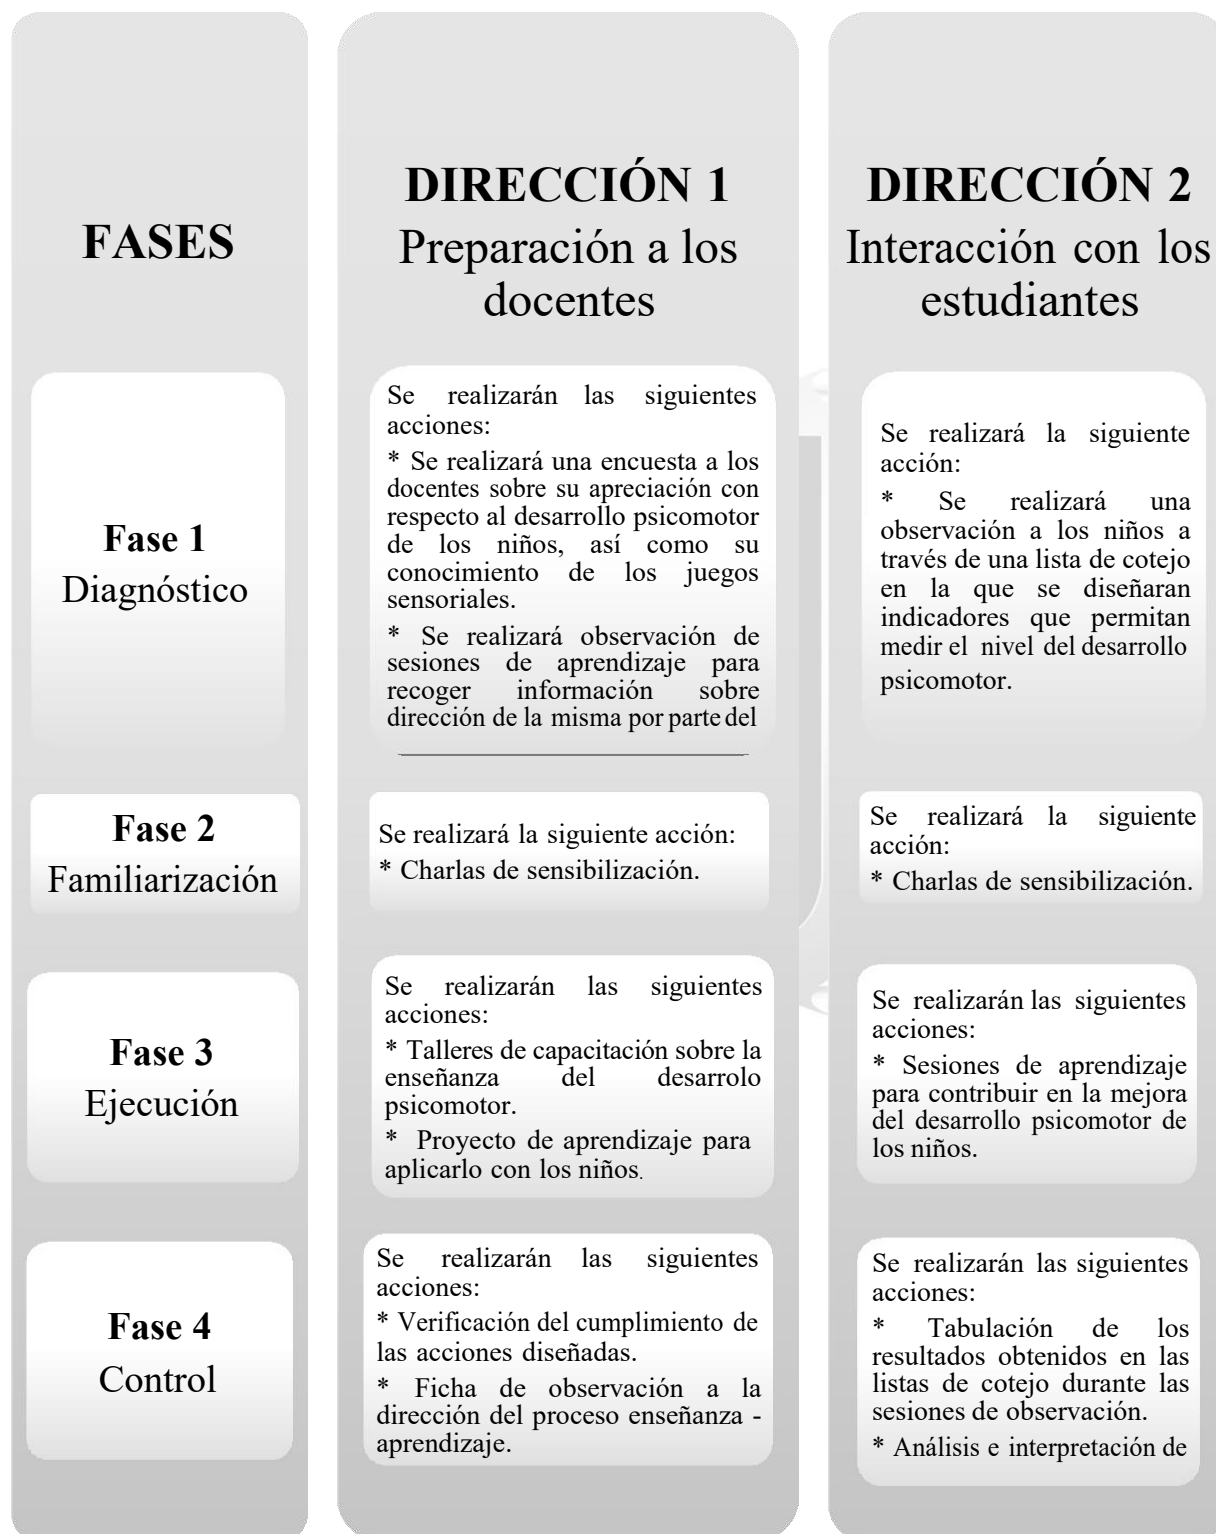 FASES
DIRECCIÓN 1
Preparación a los
docentes
DIRECCIÓN 2
Interacción con los
estudiantes
Fase 1
Diagnóstico
Se realizarán las siguientes
acciones:
* Se realizará una encuesta a los
docentes sobre su apreciación con
respecto al desarrollo psicomotor
de los niños, así como su
conocimiento de los juegos
sensoriales.
* Se realizará observación de
sesiones de aprendizaje para
recoger información sobre
dirección de la misma por parte del
Se realizará la siguiente
acción:
* Se realizará una
observación a los niños a
través de una lista de cotejo
en la que se diseñaran
indicadores que permitan
medir el nivel del desarrollo
psicomotor.
Fase 2
Familiarización
Se realizará la siguiente acción:
* Charlas de sensibilización.
Se realizará la siguiente
acción:
* Charlas de sensibilización.
Fase 3
Ejecución
Se realizarán las siguientes
acciones:
* Talleres de capacitación sobre la
enseñanza del desarrolo
psicomotor.
* Proyecto de aprendizaje para
aplicarlo con los niños.
Se realizarán las siguientes
acciones:
* Sesiones de aprendizaje
para contribuir en la mejora
del desarrollo psicomotor de
los niños.
Fase 4
Control
Se realizarán las siguientes
acciones:
* Verificación del cumplimiento de
las acciones diseñadas.
* Ficha de observación a la
dirección del proceso enseñanza -
aprendizaje.
Se realizarán las siguientes
acciones:
* Tabulación de los
resultados obtenidos en las
listas de cotejo durante las
sesiones de observación.
* Análisis e interpretación de